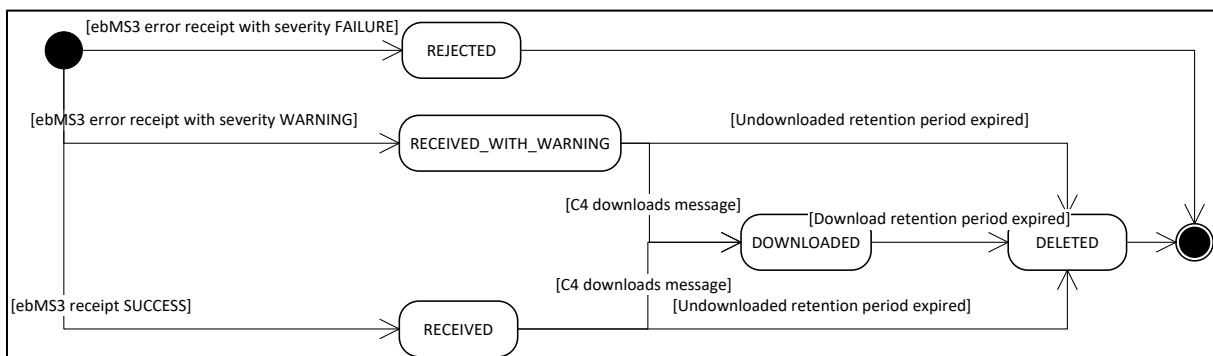 [ebMS3 error receipt with severity FAILURE]
REJECTED
[ebMS3 error receipt with severity WARNING]
[Undownloaded retention period expired]
RECEIVED_WITH_WARNING
[C4 downloads message]
[Download retention period expired]
DOWNLOADED
DELETED
[C4 downloads message]
[ebMS3 receipt SUCCESS]
[Undownloaded retention period expired]
RECEIVED